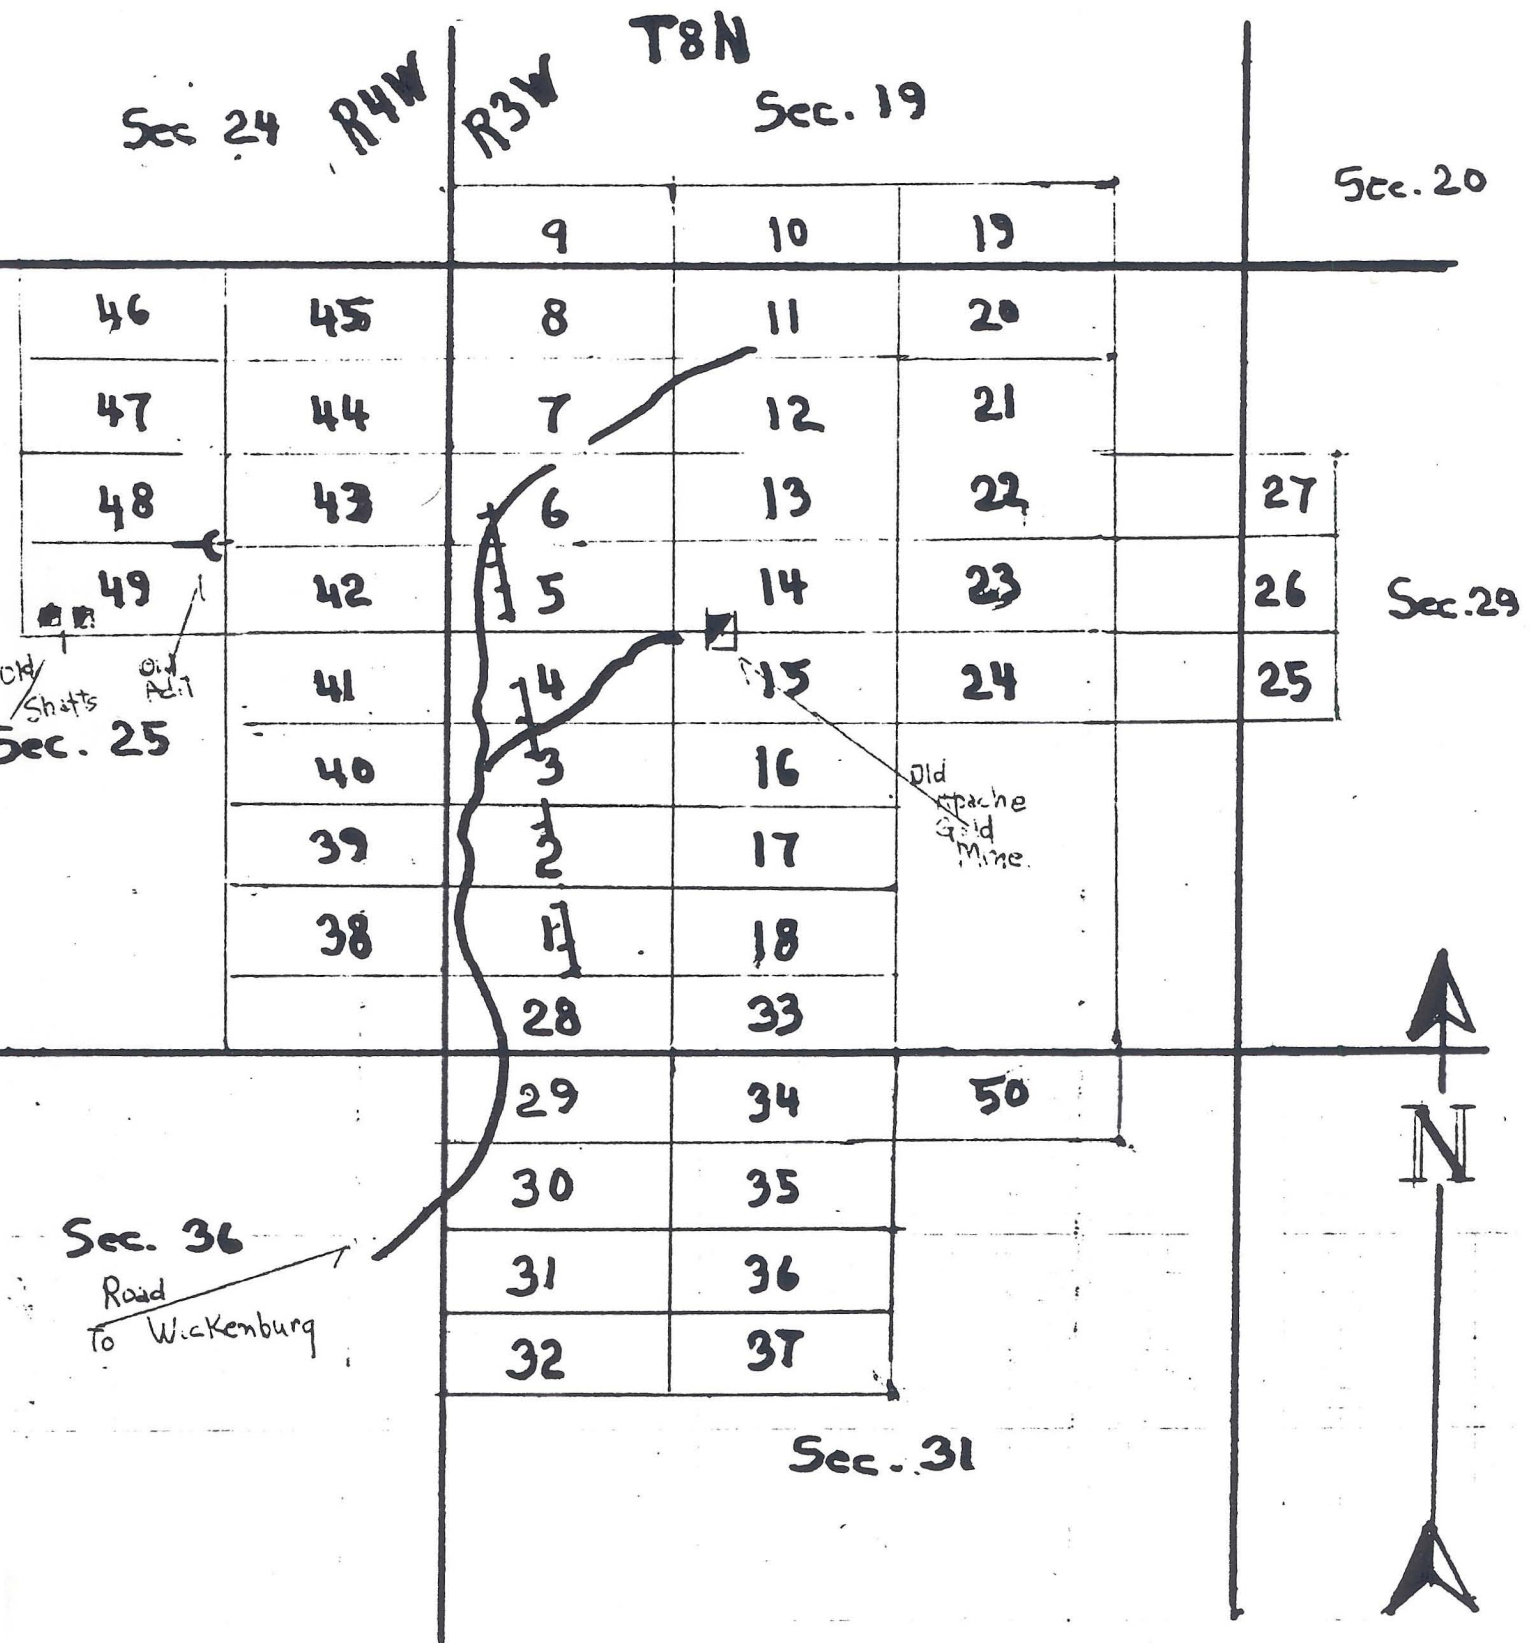 T8N
Sec 24 R4W R3W Sec. 19
Sec. 20
9 10 19
46 45 8 11 20
47 44 7 12 21
48 43 6 13 22 27
49 42 5 14 23 26 Sec.29
41 4 15 24 25
Old
Shafts
Old
Adit
Sec. 25
40 3 16
Old
Apache
Gold
Mine.
39 2 17
38 1 18
28 33
29 34 50
N
30 35
Sec. 36
31 36
Road
To Wickenburg
32 37
Sec. 31